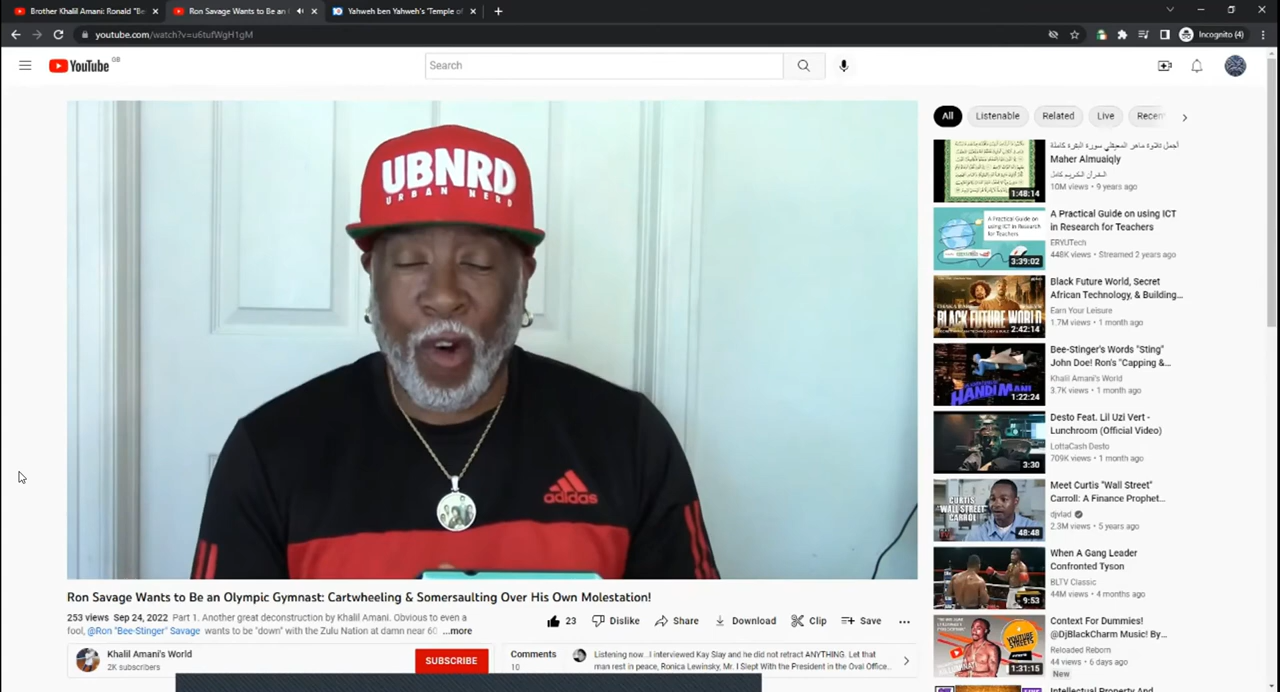 Brother Khalil Amani: Ronald "Be
Ron Savage Wants to Be an
Yahweh ben Yahweh's 'Temple of
youtube.com/watch?v=u6tufWgH1gM
Incognito (4)
YouTube GB
Search
UBNRD
URBAN NERD
adidas
Ron Savage Wants to Be an Olympic Gymnast: Cartwheeling & Somersaulting Over His Own Molestation!
253 views Sep 24, 2022 Part 1. Another great deconstruction by Khalil Amani. Obvious to even a
fool, @Ron "Bee-Stinger" Savage wants to be "down" with the Zulu Nation at damn near 60 ...more
23 Dislike Share Download Clip Save
Khalil Amani's World
2K subscribers
SUBSCRIBE
Comments
10
Listening now...I interviewed Kay Slay and he did not retract ANYTHING. Let that
man rest in peace, Ronica Lewinsky, Mr. I Slept With the President in the Oval Office...
All Listenable Related Live Recen
1:48:14
Maher Almuaiqly
القرآن الكريم كامل
10M views • 9 years ago
A Practical Guide on
using ICT in Research
for Teachers
3:39:02
A Practical Guide on using ICT
in Research for Teachers
ERYUTech
448K views • Streamed 2 years ago
BLACK FUTURE WORLD
2:42:14
Black Future World, Secret
African Technology, & Building...
Earn Your Leisure
1.7M views • 1 month ago
HANDI MAN
1:22:24
Bee-Stinger's Words "Sting"
John Doe! Ron's "Capping &...
Khalil Amani's World
3.7K views • 1 month ago
3:30
Desto Feat. Lil Uzi Vert -
Lunchroom (Official Video)
LottaCash Desto
709K views • 1 month ago
CURTIS
WALL STREET
CARROLL
48:48
Meet Curtis "Wall Street"
Carroll: A Finance Prophet...
djvlad
2.3M views • 5 years ago
9:53
When A Gang Leader
Confronted Tyson
BLTV Classic
44M views • 4 months ago
1:31:15
Context For Dummies!
@DjBlackCharm Music! By...
Reloaded Reborn
44 views • 6 days ago
New
Intellectual Property And